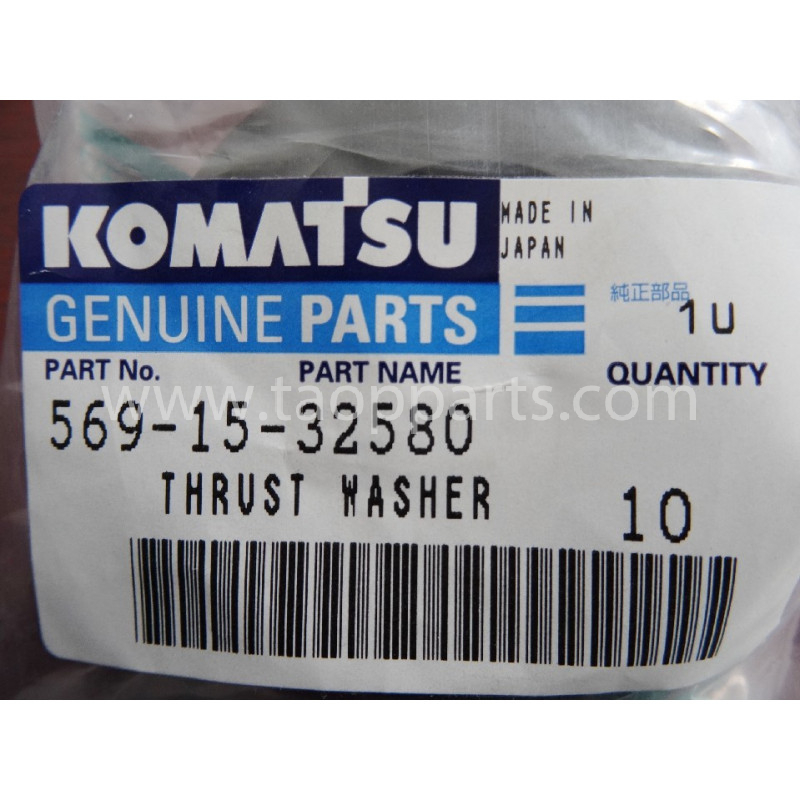 KOMATSU
MADE IN
JAPAN
GENUINE PARTS
純正部品
1U
PART No. PART NAME QUANTITY
www.taopparts.com
569-15-32580
THRUST WASHER
10